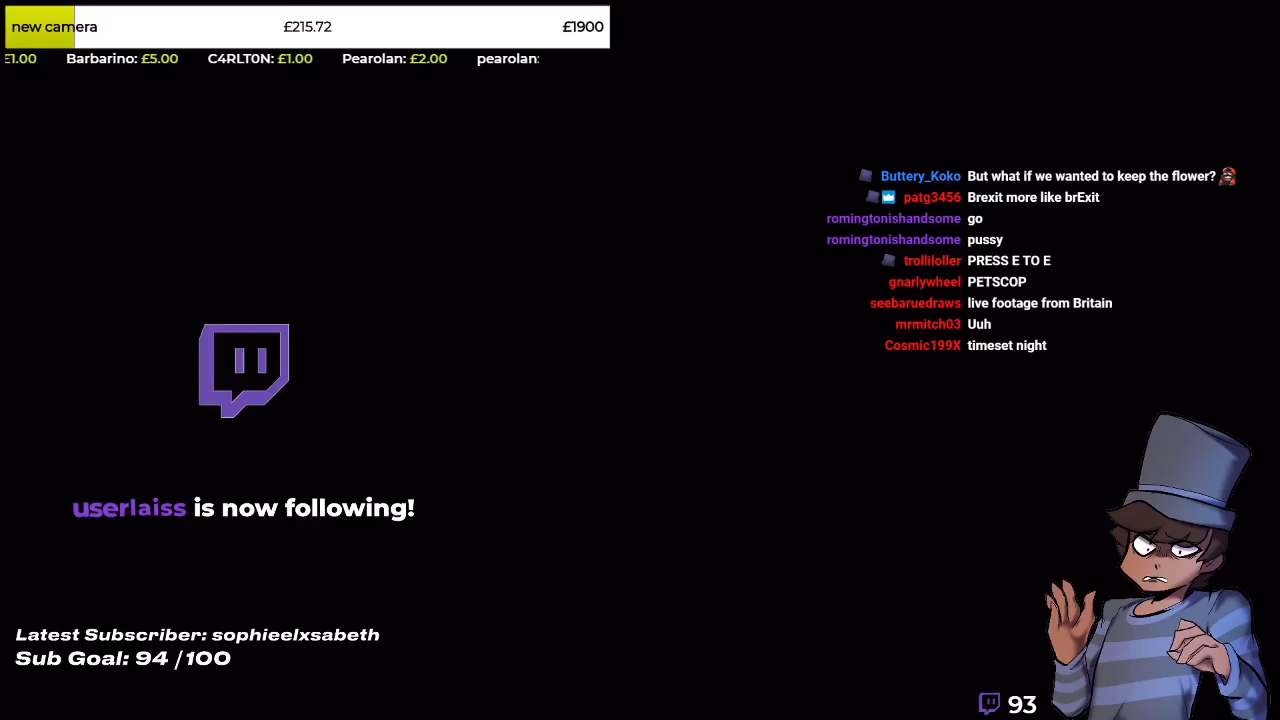 new camera £215.72 £1900
£1.00 Barbarino: £5.00 C4RLT0N: £1.00 Pearolan: £2.00 pearolan:
Buttery_Koko But what if we wanted to keep the flower?
patg3456 Brexit more like brExit
romingtonishandsome go
romingtonishandsome pussy
trolliloller PRESS E TO E
gnarlywheel PETSCOP
seebaruedraws live footage from Britain
mrmitch03 Uuh
Cosmic199X timeset night
userlaiss is now following!
Latest Subscriber: sophieelxsabeth
Sub Goal: 94 /100
93